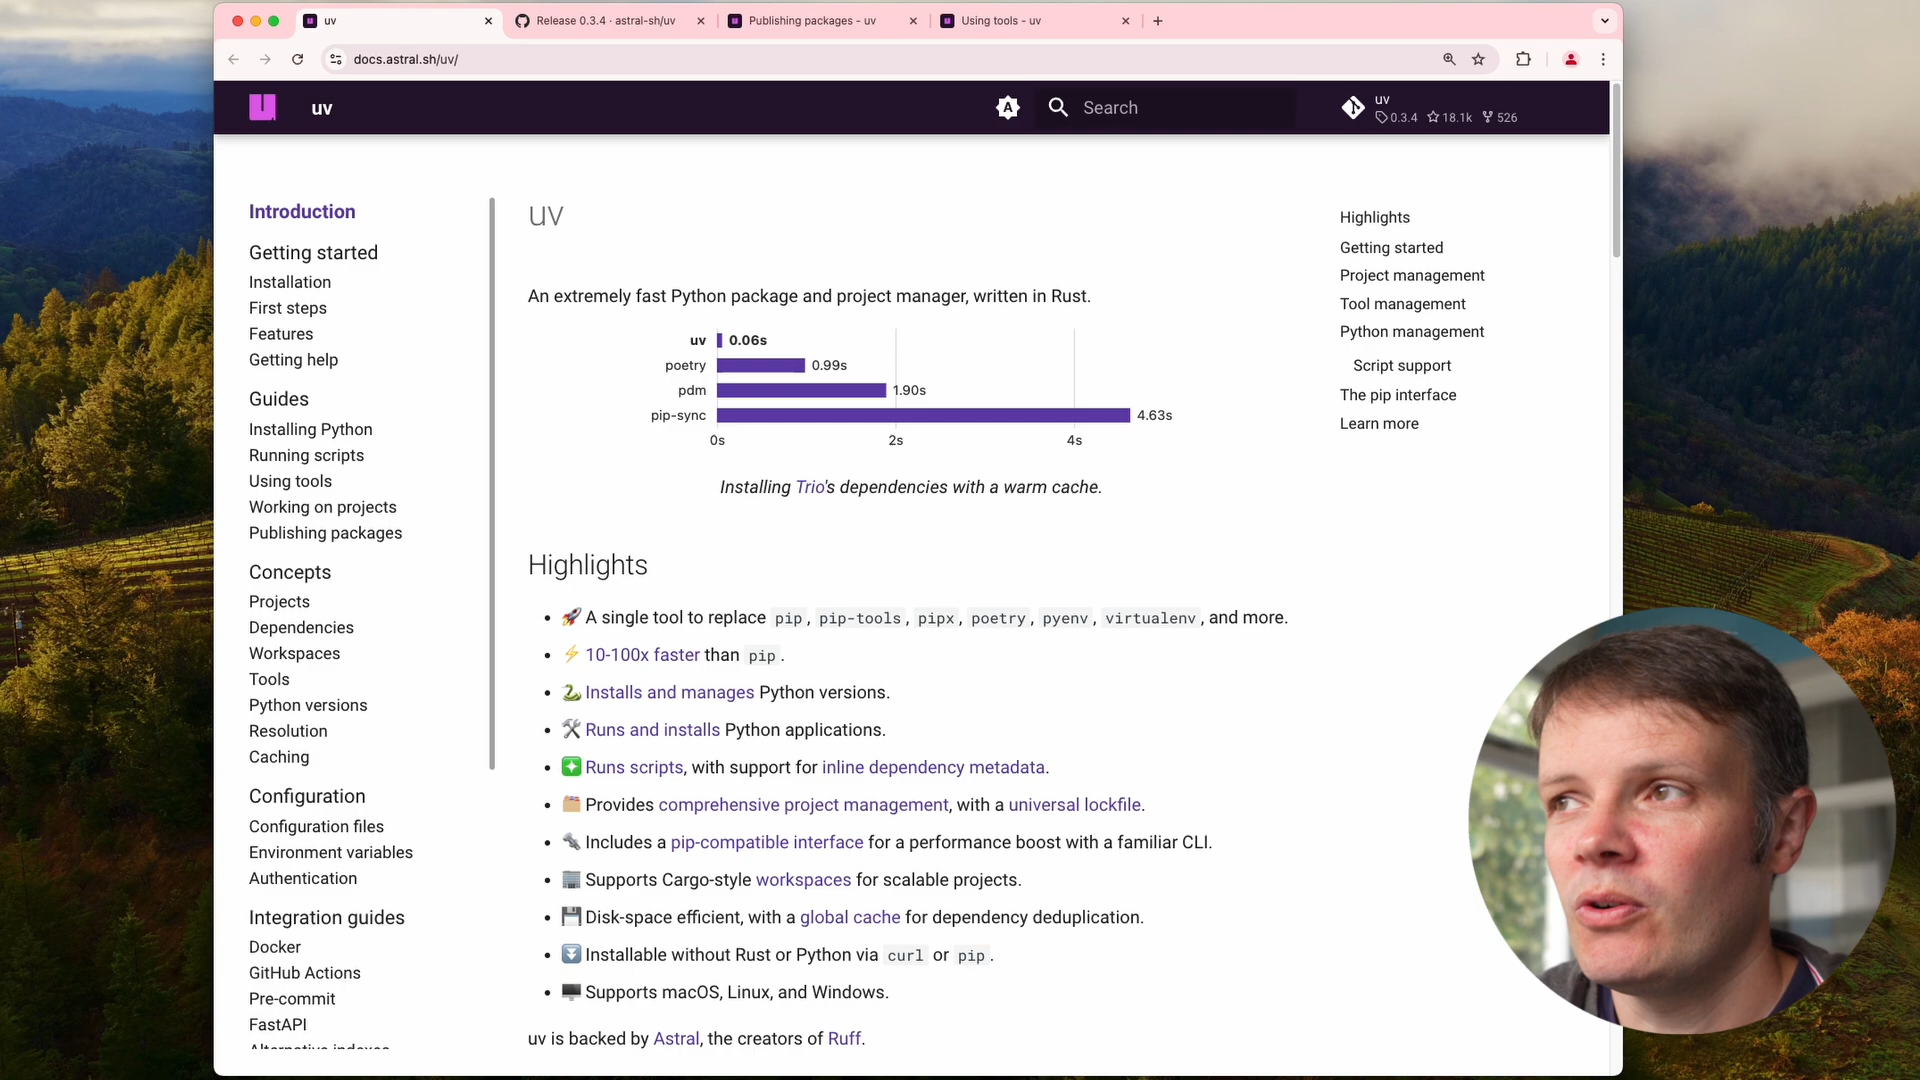 uv
Release 0.3.4 · astral-sh/uv
Publishing packages - uv
Using tools - uv
docs.astral.sh/uv/
uv
Search
uv
0.3.4 18.1k 526
Introduction
Getting started
Installation
First steps
Features
Getting help
Guides
Installing Python
Running scripts
Using tools
Working on projects
Publishing packages
Concepts
Projects
Dependencies
Workspaces
Tools
Python versions
Resolution
Caching
Configuration
Configuration files
Environment variables
Authentication
Integration guides
Docker
GitHub Actions
Pre-commit
FastAPI
uv
An extremely fast Python package and project manager, written in Rust.
uv 0.06s
poetry 0.99s
pdm 1.90s
pip-sync 4.63s
0s 2s 4s
Installing Trio's dependencies with a warm cache.
Highlights
🚀 A single tool to replace pip, pip-tools, pipx, poetry, pyenv, virtualenv, and more.
⚡ 10-100x faster than pip.
🐍 Installs and manages Python versions.
🛠️ Runs and installs Python applications.
❇️ Runs scripts, with support for inline dependency metadata.
🗂️ Provides comprehensive project management, with a universal lockfile.
🔩 Includes a pip-compatible interface for a performance boost with a familiar CLI.
🏢 Supports Cargo-style workspaces for scalable projects.
💾 Disk-space efficient, with a global cache for dependency deduplication.
⏬ Installable without Rust or Python via curl or pip.
🖥️ Supports macOS, Linux, and Windows.
uv is backed by Astral, the creators of Ruff.
Highlights
Getting started
Project management
Tool management
Python management
Script support
The pip interface
Learn more